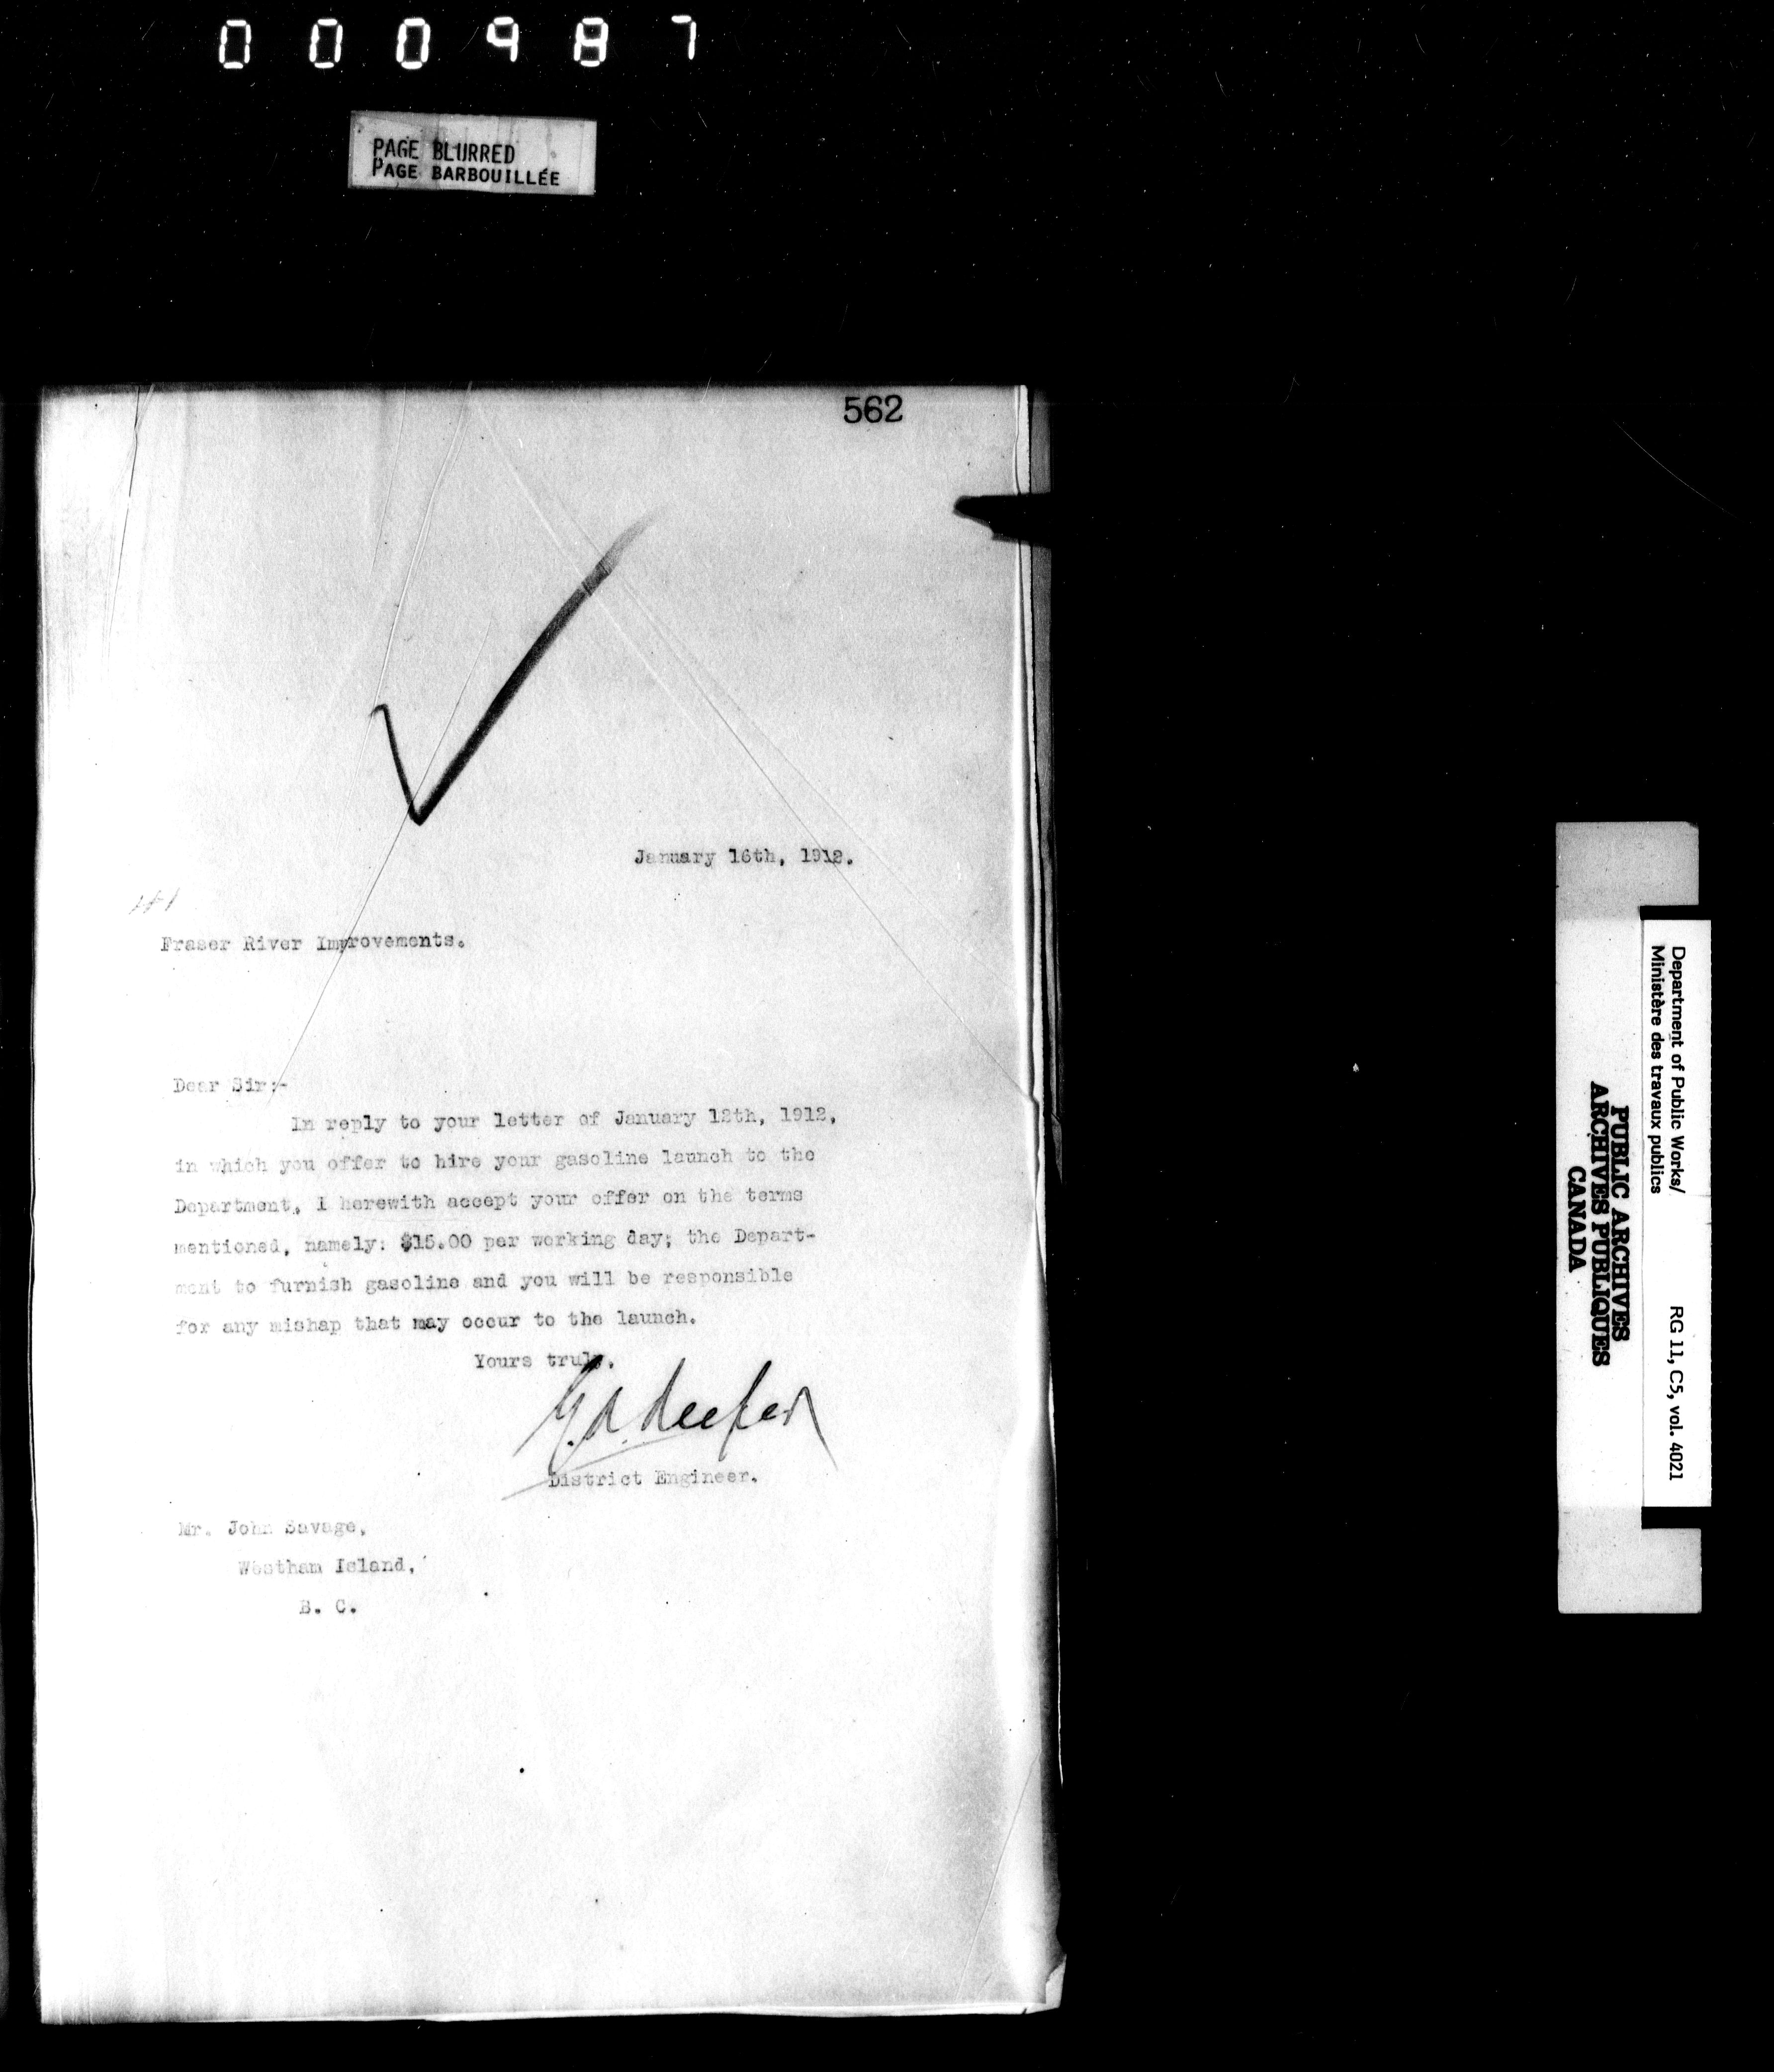 000987
PAGE BLURRED
PAGE BARBOUILLÉE
562
January 16th, 1912.
Fraser River Improvements.
Dear Sir:-
In reply to your letter of January 12th, 1912,
in which you offer to hire your gasoline launch to the
Department, I herewith accept your offer on the terms
mentioned, namely: $15.00 per working day; the Depart-
ment to furnish gasoline and you will be responsible
for any mishap that may occur to the launch.
Yours truly,
G.A. Keefer
District Engineer.
Mr. John Savage,
Westham Island,
B. C.
Department of Public Works/
Ministère des travaux publics
RG 11, C5, vol. 4021
PUBLIC ARCHIVES
ARCHIVES PUBLIQUES
CANADA